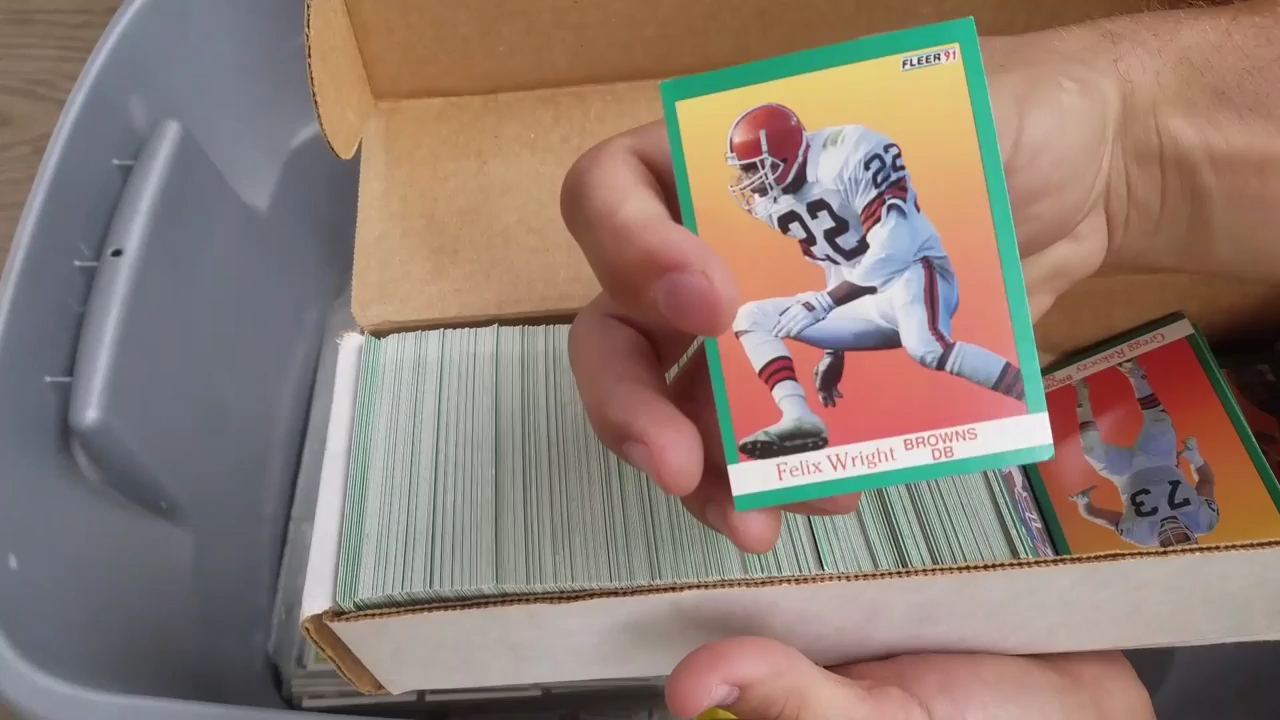 FLEER 91
22
22
Felix Wright BROWNS
DB
Gregg Rakoczy
73